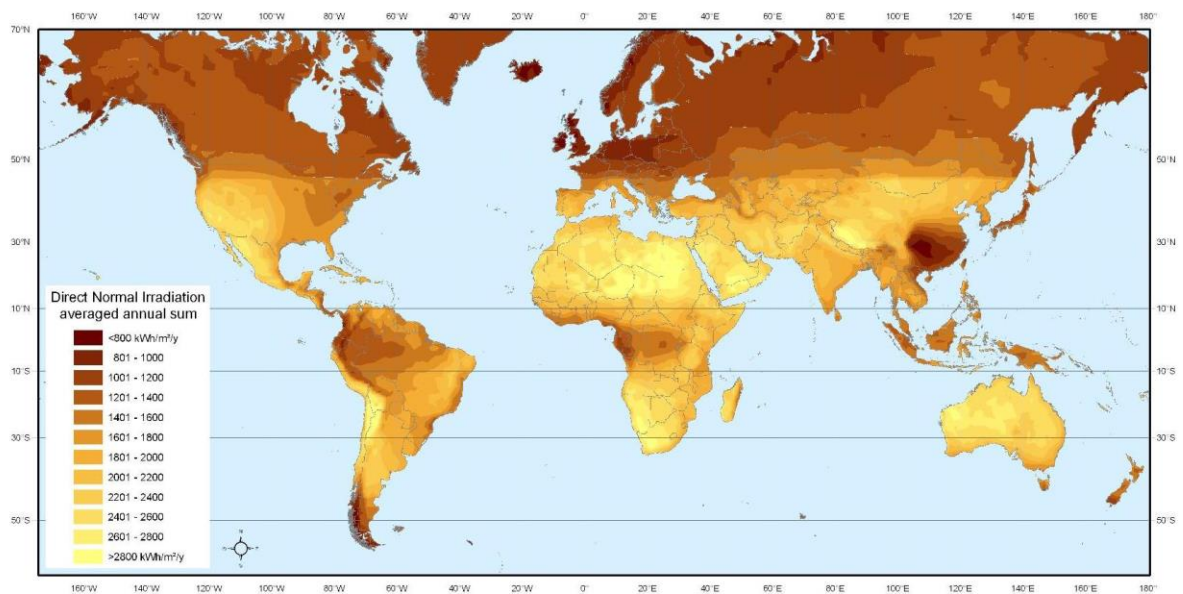 160°W 140°W 120°W 100°W 80°W 60°W 40°W 20°W 0° 20°E 40°E 60°E 80°E 100°E 120°E 140°E 160°E 180°
70°N
50°N 50°N
30°N 30°N
10°N 10°N
10°S 10°S
30°S 30°S
50°S 50°S
Direct Normal Irradiation
averaged annual sum
<800 kWh/m²/y
801 - 1000
1001 - 1200
1201 - 1400
1401 - 1600
1601 - 1800
1801 - 2000
2001 - 2200
2201 - 2400
2401 - 2600
2601 - 2800
>2800 kWh/m²/y
160°W 140°W 120°W 100°W 80°W 60°W 40°W 20°W 0° 20°E 40°E 60°E 80°E 100°E 120°E 140°E 160°E 180°